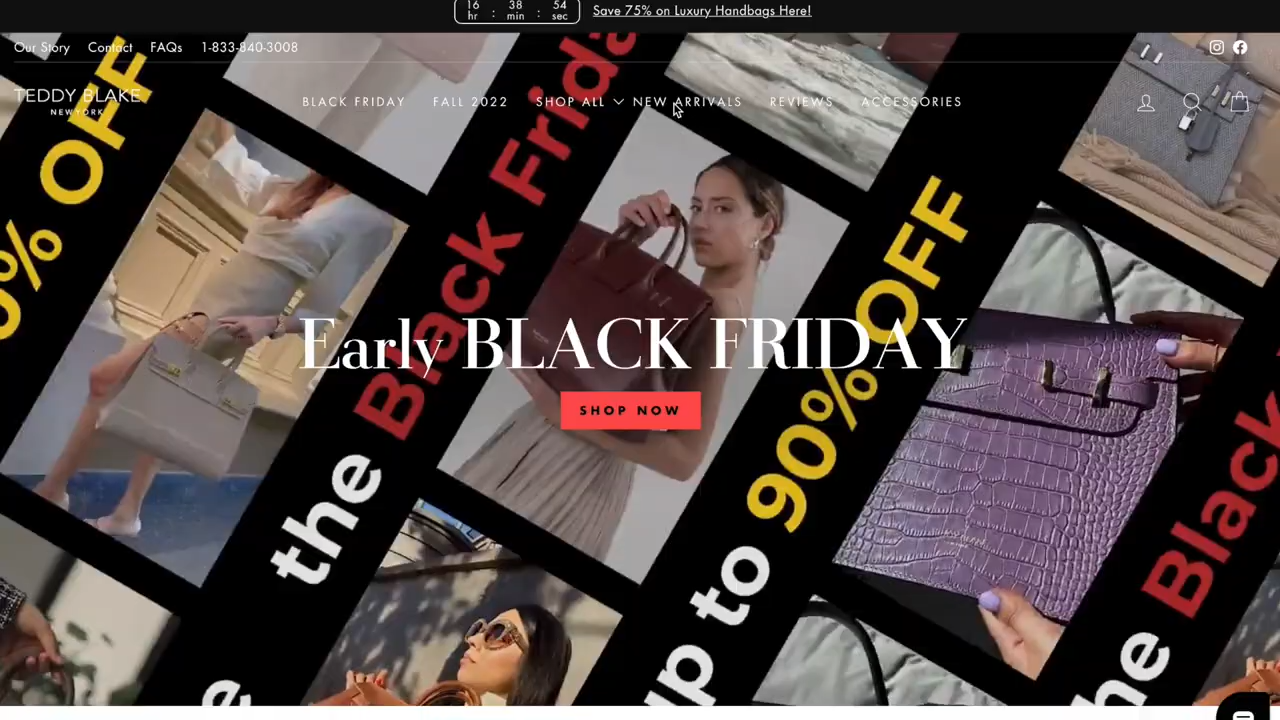 16 : 38 : 54
hr min sec
Save 75% on Luxury Handbags Here!
Our Story Contact FAQs 1-833-840-3008
TEDDY BLAKE
NEW YORK
BLACK FRIDAY FALL 2022 SHOP ALL NEW ARRIVALS REVIEWS ACCESSORIES
0% OFF
the Black Frida
up to 90% OFF
he Black
e
Early BLACK FRIDAY
SHOP NOW